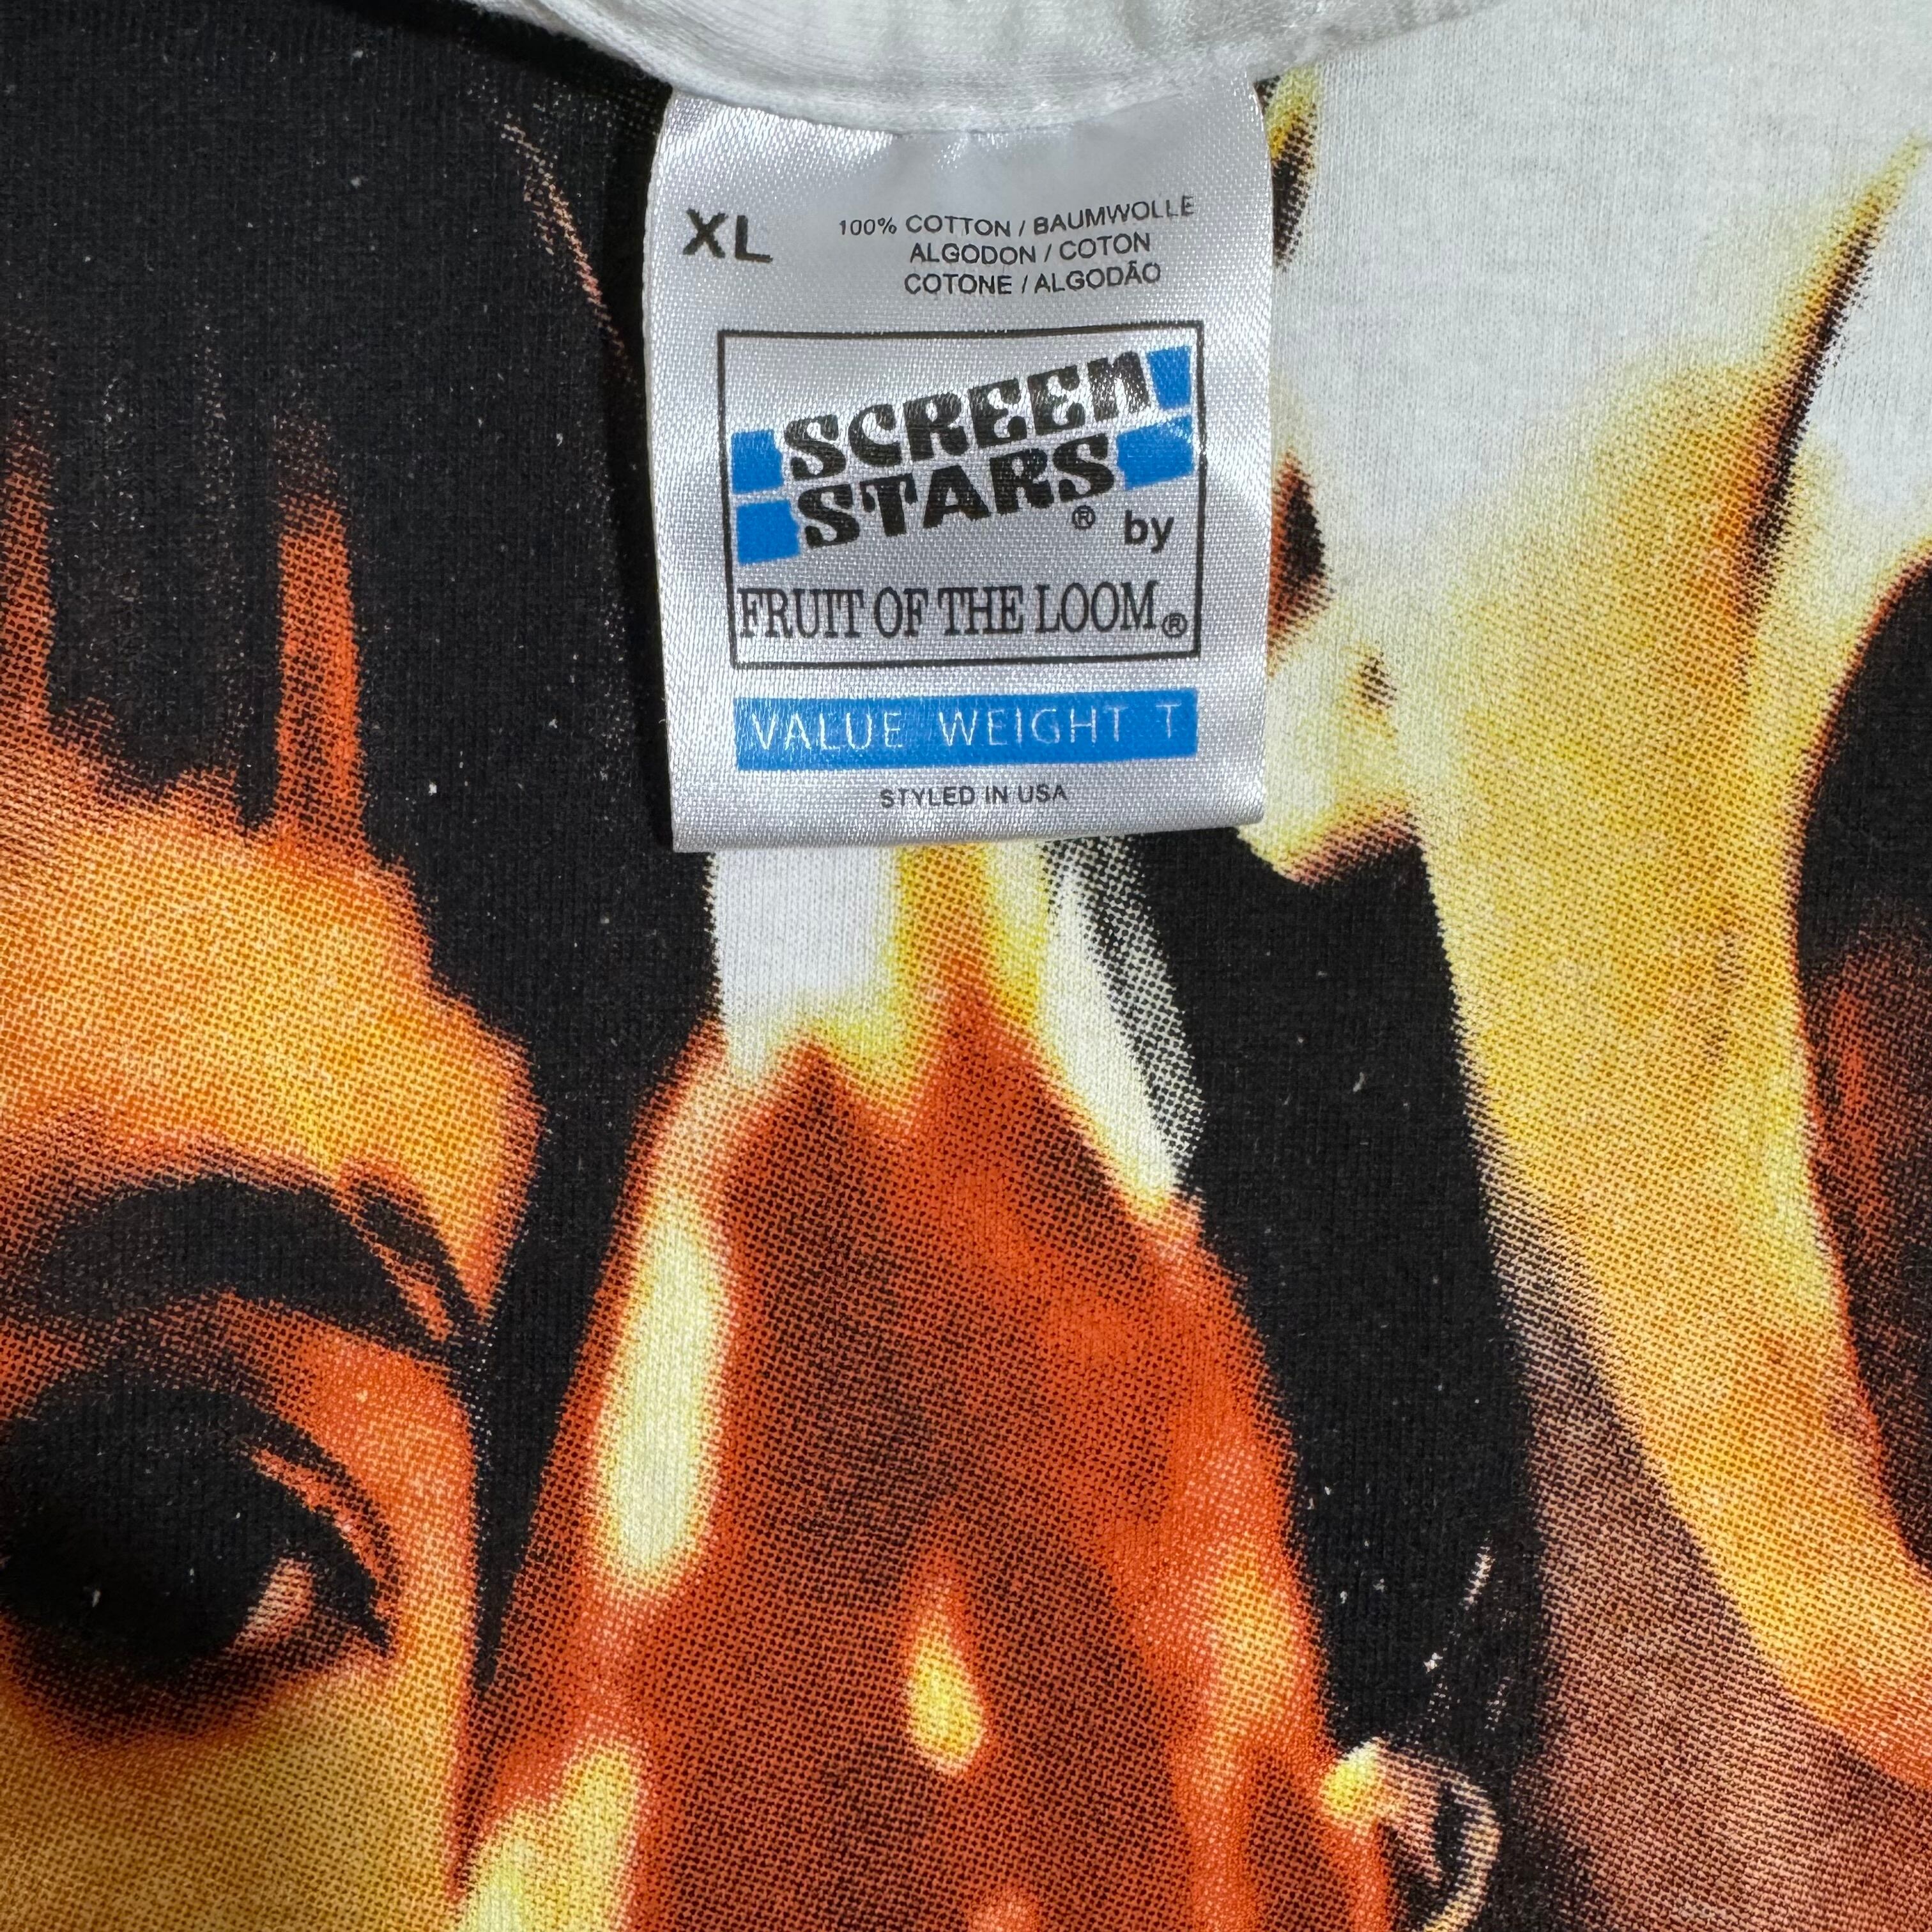 XL
100% COTTON / BAUMWOLLE
ALGODON / COTON
COTONE / ALGODÃO
SCREEN
STARS® by
FRUIT OF THE LOOM®
VALUE WEIGHT T
STYLED IN USA